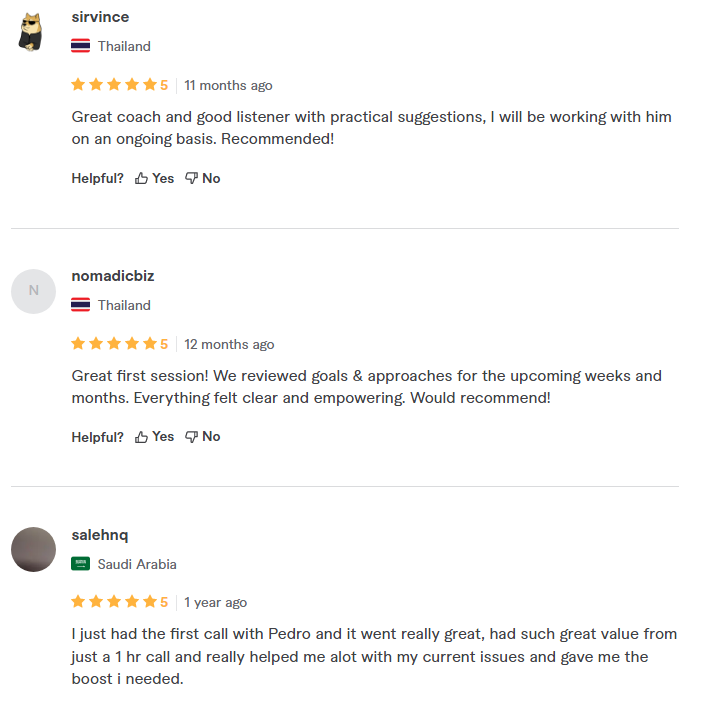 sirvince
Thailand
5 11 months ago
Great coach and good listener with practical suggestions, I will be working with him
on an ongoing basis. Recommended!
Helpful? Yes No
N
nomadicbiz
Thailand
5 12 months ago
Great first session! We reviewed goals & approaches for the upcoming weeks and
months. Everything felt clear and empowering. Would recommend!
Helpful? Yes No
salehnq
Saudi Arabia
5 1 year ago
I just had the first call with Pedro and it went really great, had such great value from
just a 1 hr call and really helped me alot with my current issues and gave me the
boost i needed.